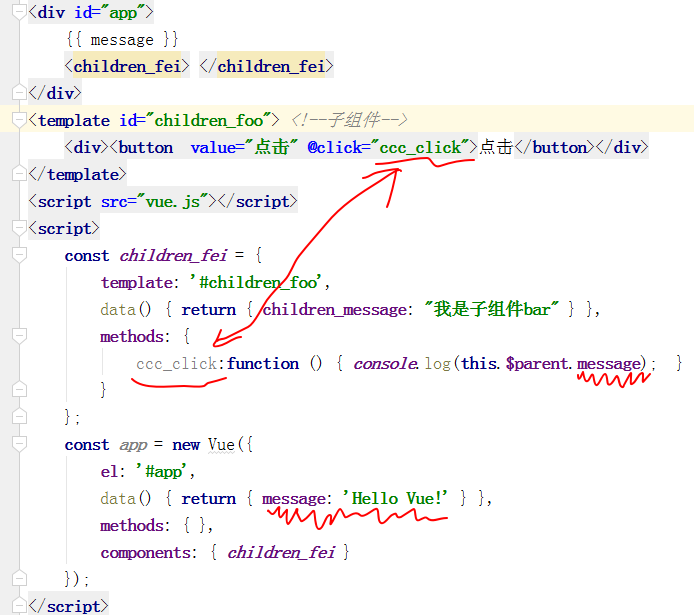 <div id="app">
{{ message }}
<children_fei> </children_fei>
</div>
<template id="children_foo"> <!--子组件-->
<div><button  value="点击" @click="ccc_click">点击</button></div>
</template>
<script src="vue.js"></script>
<script>
const children_fei = {
template: '#children_foo',
data() { return { children_message: "我是子组件bar" } },
methods: {
ccc_click:function () { console.log(this.$parent.message);  }
}
};
const app = new Vue({
el: '#app',
data() { return { message: 'Hello Vue!' } },
methods: { },
components: { children_fei }
});
</script>